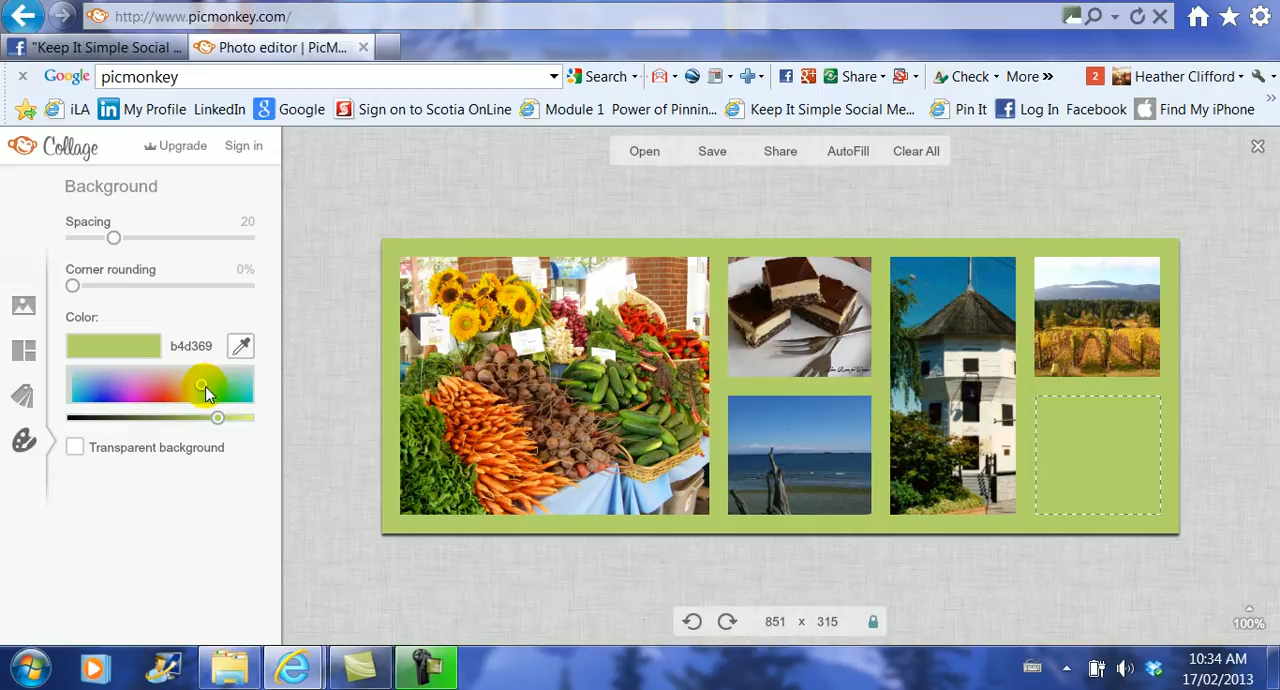 http://www.picmonkey.com/
"Keep It Simple Social ...
Photo editor | PicM...
Google picmonkey Search Share Check More » 2 Heather Clifford
iLA My Profile LinkedIn Google Sign on to Scotia OnLine Module 1 Power of Pinnin... Keep It Simple Social Me... Pin It Log In Facebook Find My iPhone
Collage Upgrade Sign in
Open Save Share AutoFill Clear All
Background
Spacing 20
Corner rounding 0%
Color:
b4d369
Transparent background
851 x 315
100%
10:34 AM
17/02/2013